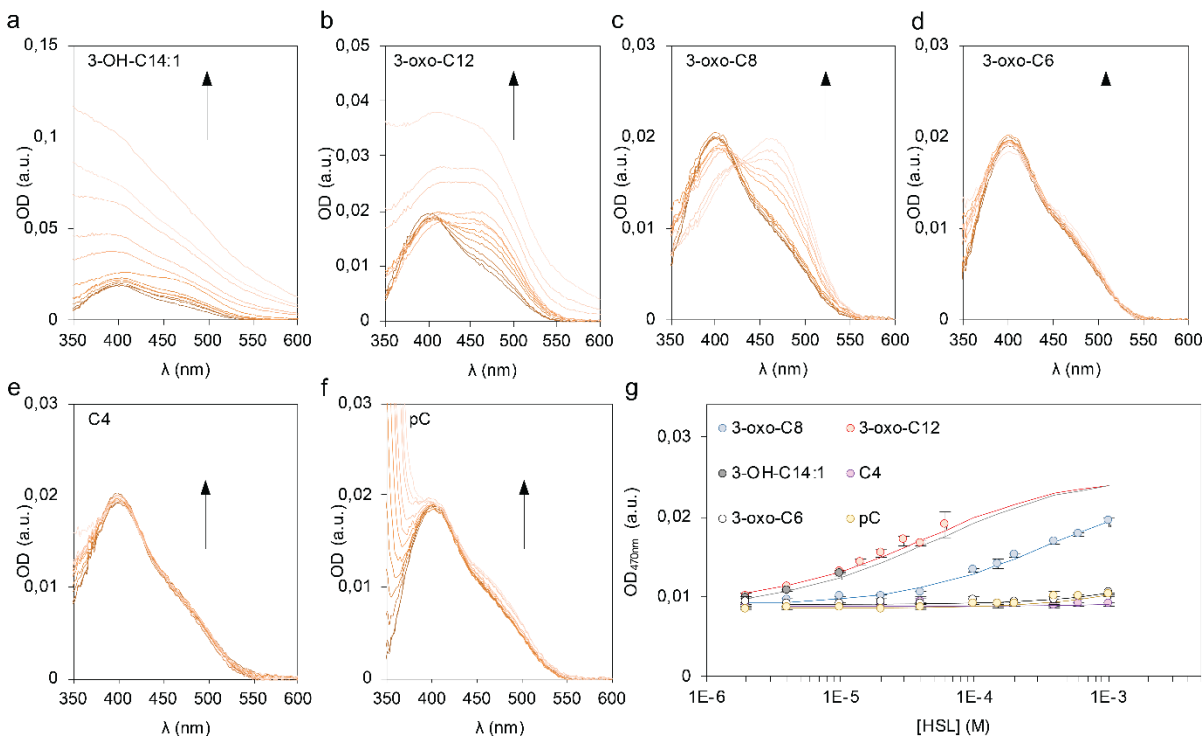 a
3-OH-C14:1
0,15
0,1
0,05
0
OD (a.u.)
350 400 450 500 550 600
λ (nm)
b
3-oxo-C12
0,05
0,04
0,03
0,02
0,01
0
OD (a.u.)
350 400 450 500 550 600
λ (nm)
c
3-oxo-C8
0,03
0,02
0,01
0
OD (a.u.)
350 400 450 500 550 600
λ (nm)
d
3-oxo-C6
0,03
0,02
0,01
0
OD (a.u.)
350 400 450 500 550 600
λ (nm)
e
C4
0,03
0,02
0,01
0
OD (a.u.)
350 400 450 500 550 600
λ (nm)
f
pC
0,03
0,02
0,01
0
OD (a.u.)
350 400 450 500 550 600
λ (nm)
g
0,03
0,02
0,01
0
OD470nm (a.u.)
3-oxo-C8 3-oxo-C12
3-OH-C14:1 C4
3-oxo-C6 pC
1E-6 1E-5 1E-4 1E-3
[HSL] (M)